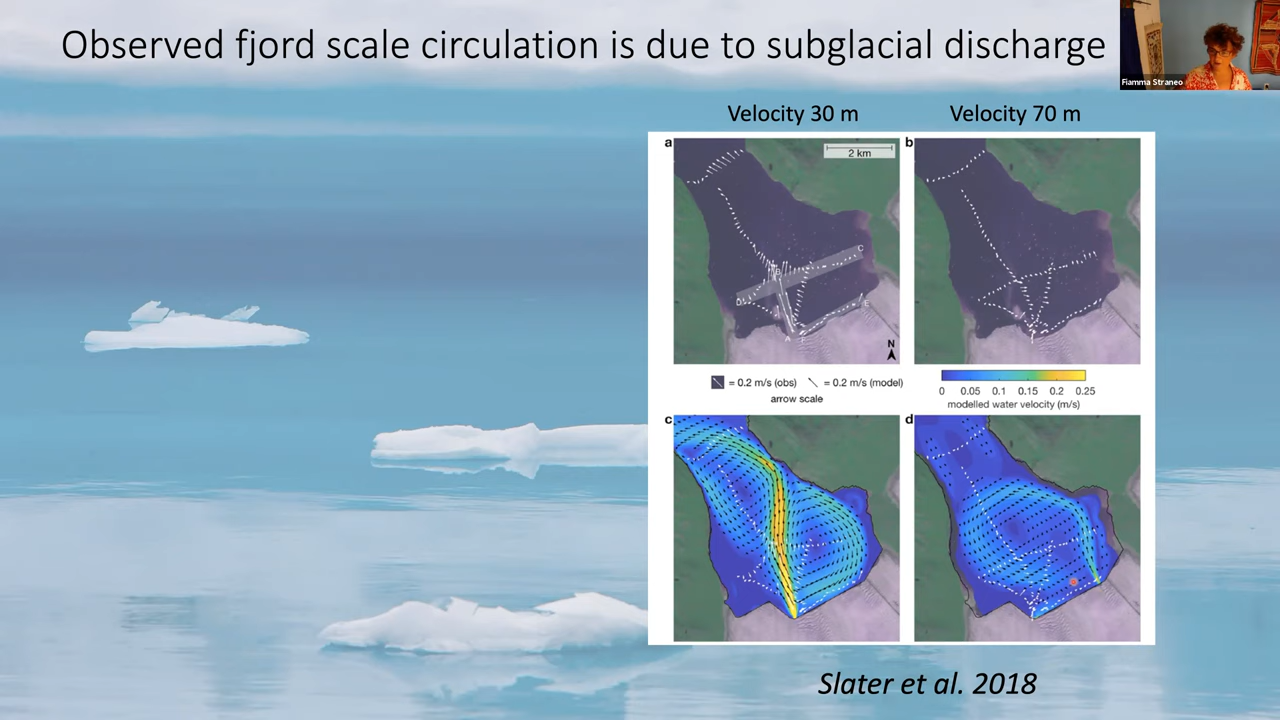 Observed fjord scale circulation is due to subglacial discharge
Fiamma Straneo
Velocity 30 m
Velocity 70 m
a
2 km
b
B
C
D
E
A
F
N
= 0.2 m/s (obs)
= 0.2 m/s (model)
arrow scale
0 0.05 0.1 0.15 0.2 0.25
modelled water velocity (m/s)
c
d
Slater et al. 2018